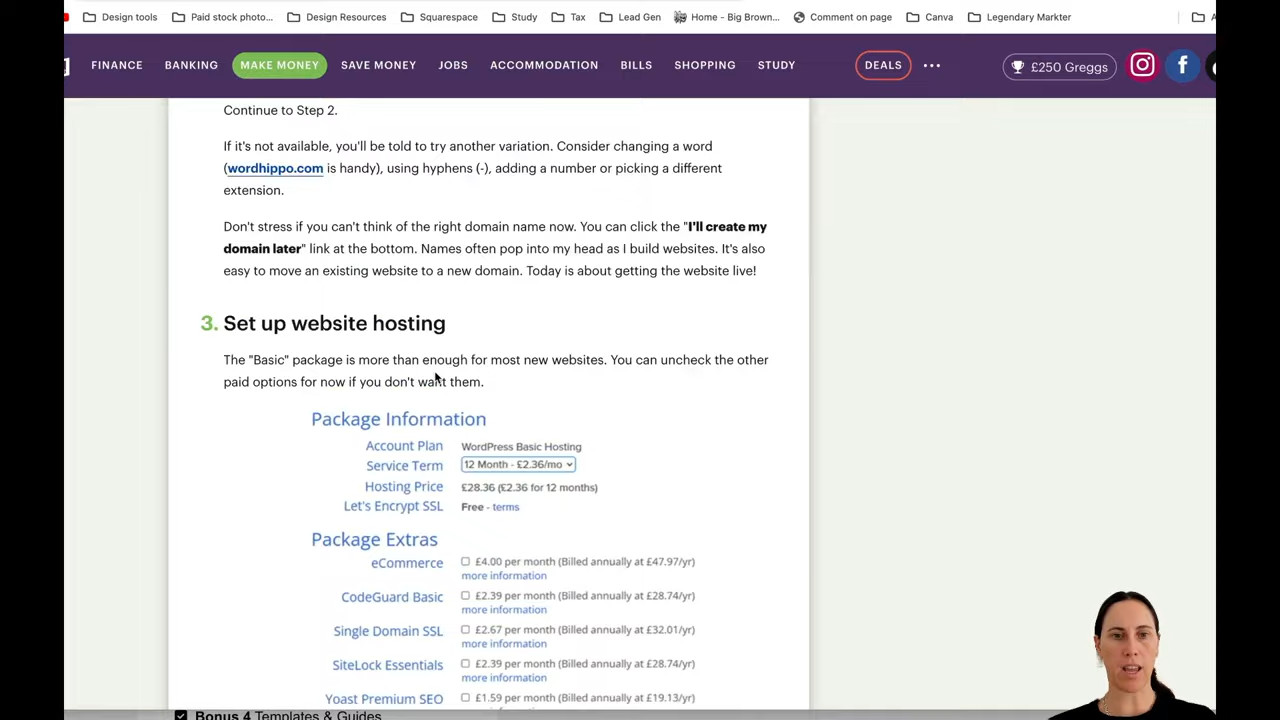 Design tools Paid stock photo... Design Resources Squarespace Study Tax Lead Gen Home - Big Brown... Comment on page Canva Legendary Markter
FINANCE BANKING MAKE MONEY SAVE MONEY JOBS ACCOMMODATION BILLS SHOPPING STUDY DEALS ••• £250 Greggs
Continue to Step 2.
If it's not available, you'll be told to try another variation. Consider changing a word
(wordhippo.com is handy), using hyphens (-), adding a number or picking a different
extension.
Don't stress if you can't think of the right domain name now. You can click the "I'll create my
domain later" link at the bottom. Names often pop into my head as I build websites. It's also
easy to move an existing website to a new domain. Today is about getting the website live!
3. Set up website hosting
The "Basic" package is more than enough for most new websites. You can uncheck the other
paid options for now if you don't want them.
Package Information
Account Plan WordPress Basic Hosting
Service Term 12 Month - £2.36/mo
Hosting Price £28.36 (£2.36 for 12 months)
Let's Encrypt SSL Free - terms
Package Extras
eCommerce £4.00 per month (Billed annually at £47.97/yr)
more information
CodeGuard Basic £2.39 per month (Billed annually at £28.74/yr)
more information
Single Domain SSL £2.67 per month (Billed annually at £32.01/yr)
more information
SiteLock Essentials £2.39 per month (Billed annually at £28.74/yr)
more information
Yoast Premium SEO £1.59 per month (Billed annually at £19.13/yr)
Bonus 4 Templates & Guides